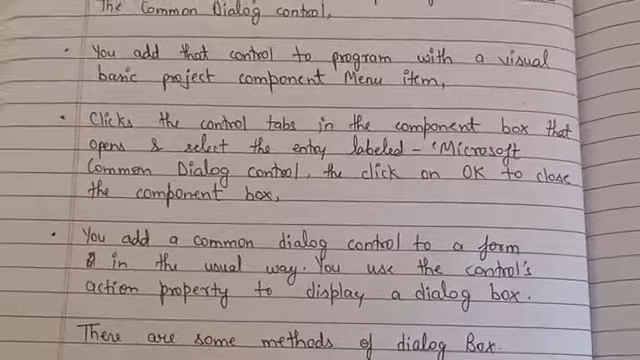 The Common Dialog control,
• You add that control to program with a visual
basic project component Menu item,
• Clicks the control tabs in the component box that
opens & select the entry labeled - 'Microsoft
Common Dialog control, the click on OK to close
the component box,
• You add a common dialog control to a form
in the usual way. You use the control's
action property to display a dialog box.
There are some methods of dialog Box.